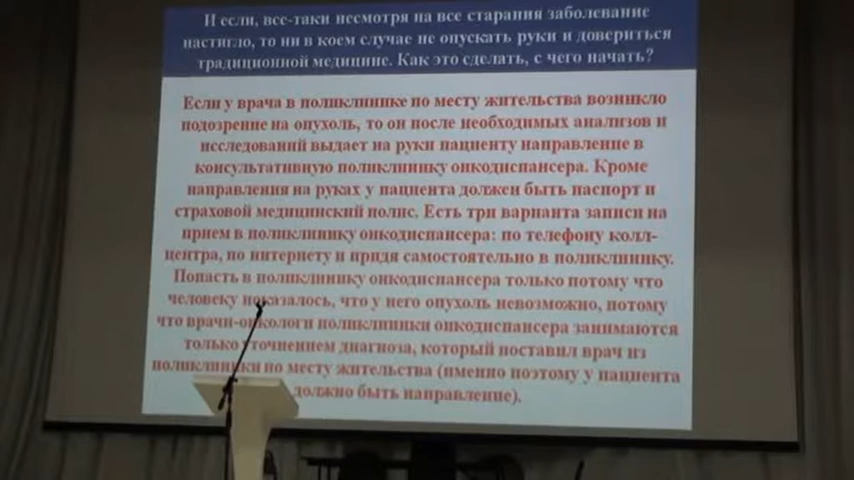 И если, все-таки несмотря на все старания заболевание
настигло, то ни в коем случае не опускать руки и довериться
традиционной медицине. Как это сделать, с чего начать?
Если у врача в поликлинике по месту жительства возникло
подозрение на опухоль, то он после необходимых анализов и
исследований выдает на руки пациенту направление в
консультативную поликлинику онкодиспансера. Кроме
направления на руках у пациента должен быть паспорт и
страховой медицинский полис. Есть три варианта записи на
прием в поликлинику онкодиспансера: по телефону колл-
центра, по интернету и придя самостоятельно в поликлинику.
Попасть в поликлинику онкодиспансера только потому что
человеку показалось, что у него опухоль невозможно, потому
что врачи-онкологи поликлиники онкодиспансера занимаются
только уточнением диагноза, который поставил врач из
поликлиники по месту жительства (именно поэтому у пациента
должно быть направление).